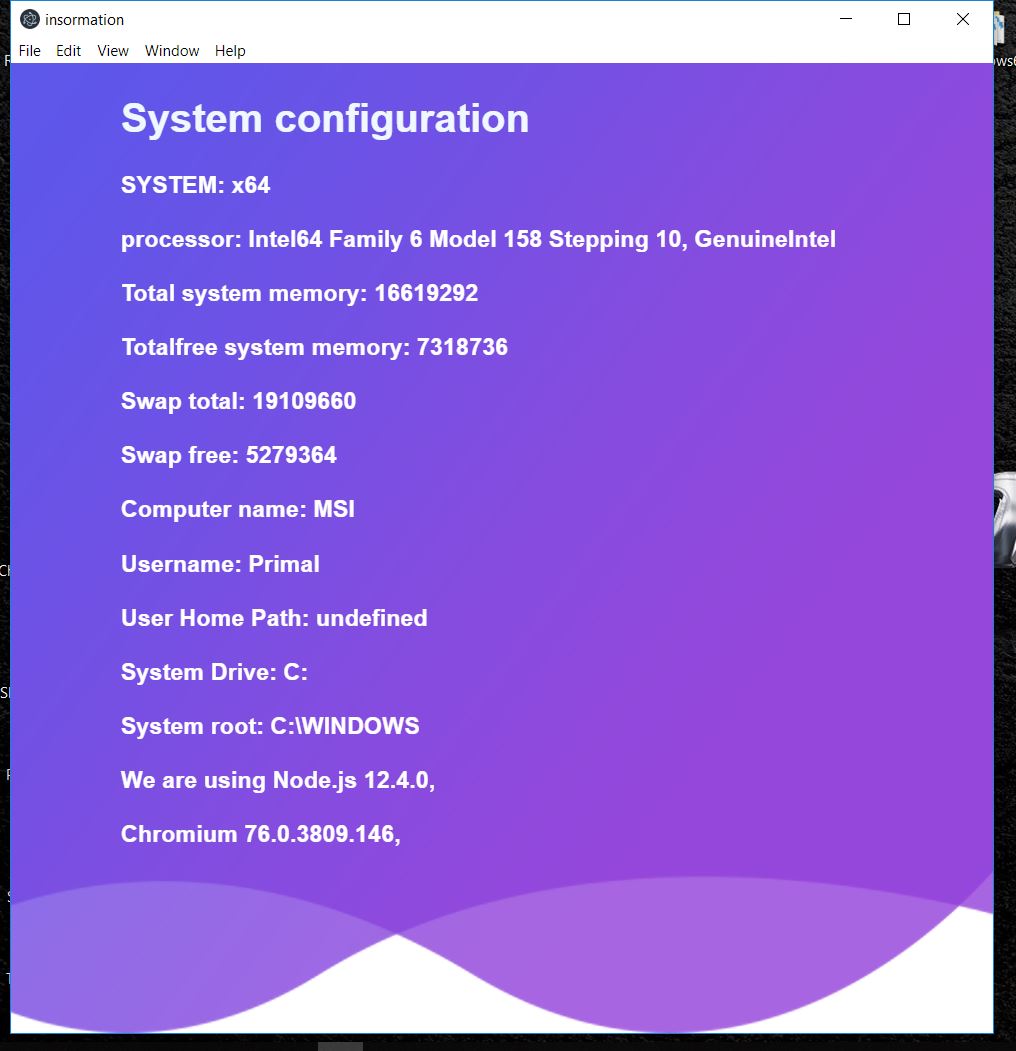 insormation
File Edit View Window Help
System configuration
SYSTEM: x64
processor: Intel64 Family 6 Model 158 Stepping 10, GenuineIntel
Total system memory: 16619292
Totalfree system memory: 7318736
Swap total: 19109660
Swap free: 5279364
Computer name: MSI
Username: Primal
User Home Path: undefined
System Drive: C:
System root: C:\WINDOWS
We are using Node.js 12.4.0,
Chromium 76.0.3809.146,